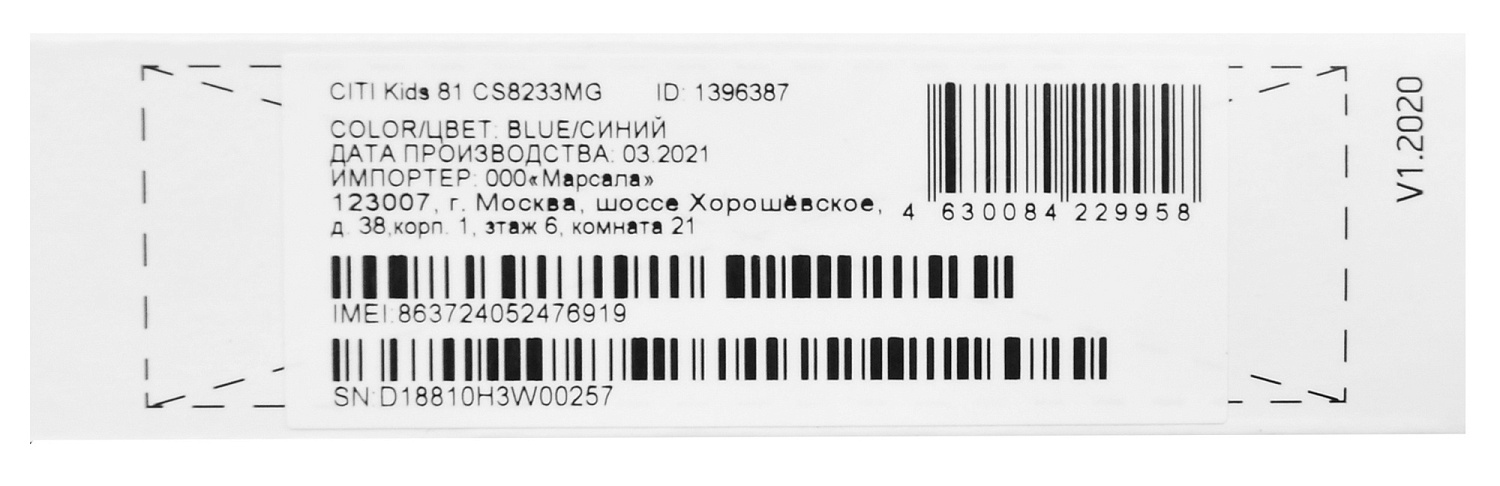 CITI Kids 81 CS8233MG ID: 1396387
COLOR/ЦВЕТ: BLUE/СИНИЙ
ДАТА ПРОИЗВОДСТВА: 03.2021
ИМПОРТЕР: ООО«Марсала»
123007, г. Москва, шоссе Хорошёвское,
д. 38,корп. 1, этаж 6, комната 21
4 630084 229958
IMEI:863724052476919
SN:D18810H3W00257
V1.2020